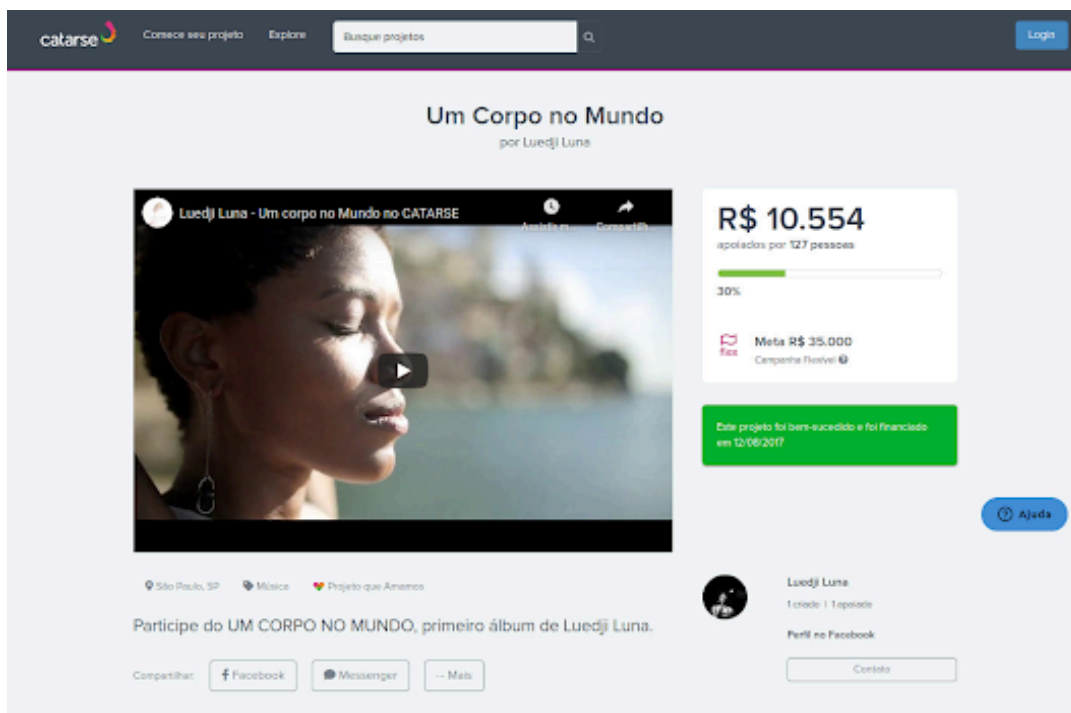 catarse
Comece seu projeto
Explore
Busque projetos
Login
Um Corpo no Mundo
por Luedji Luna
Luedji Luna - Um corpo no Mundo no CATARSE
Assistir m...
Compartilh...
R$ 10.554
apoiados por 127 pessoas
30%
flex
Meta R$ 35.000
Campanha Flexível
Este projeto foi bem-sucedido e foi financiado
em 12/08/2017
Ajuda
São Paulo, SP
Música
Projeto que Amamos
Participe do UM CORPO NO MUNDO, primeiro álbum de Luedji Luna.
Compartilhar:
Facebook
Messenger
··· Mais
Luedji Luna
1 criado | 1 apoiado
Perfil no Facebook
Contato